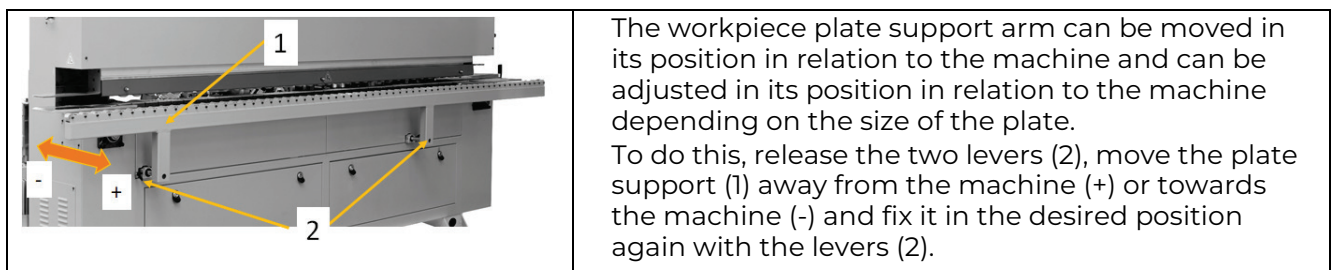 1
-
+
2
The workpiece plate support arm can be moved in
its position in relation to the machine and can be
adjusted in its position in relation to the machine
depending on the size of the plate.
To do this, release the two levers (2), move the plate
support (1) away from the machine (+) or towards
the machine (-) and fix it in the desired position
again with the levers (2).